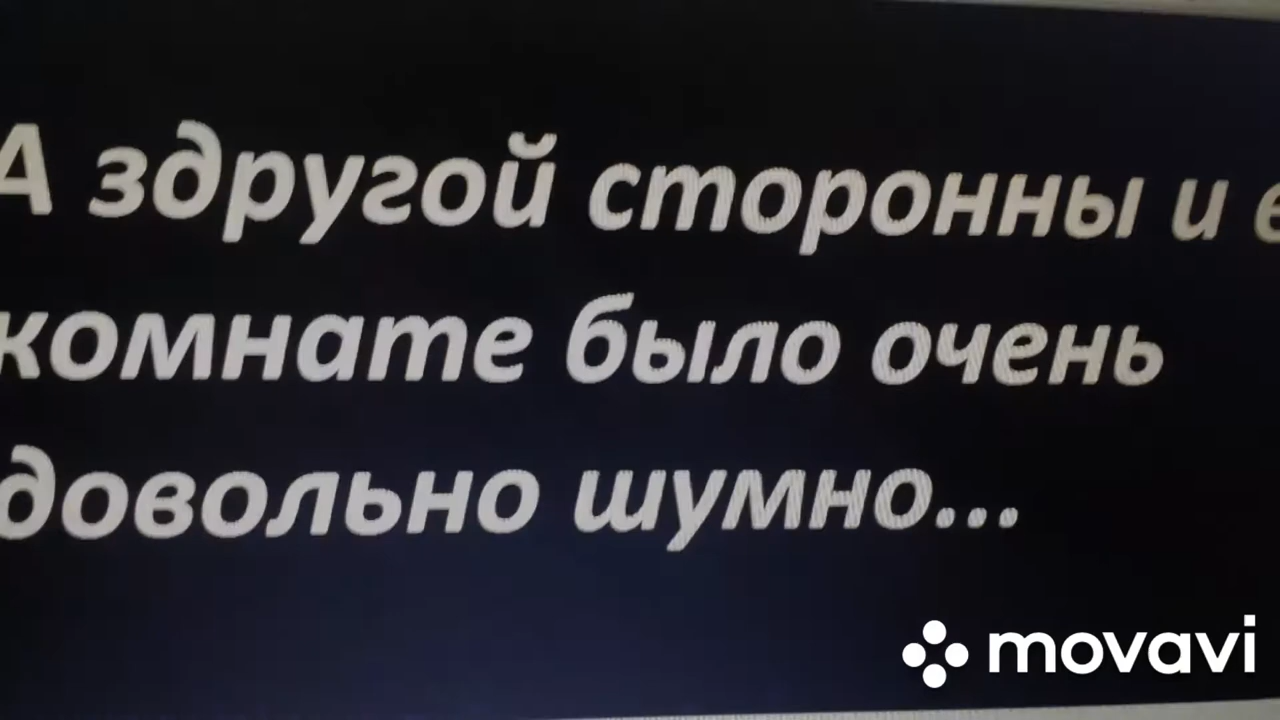 А здругой сторонны и в
комнате было очень
довольно шумно...
movavi